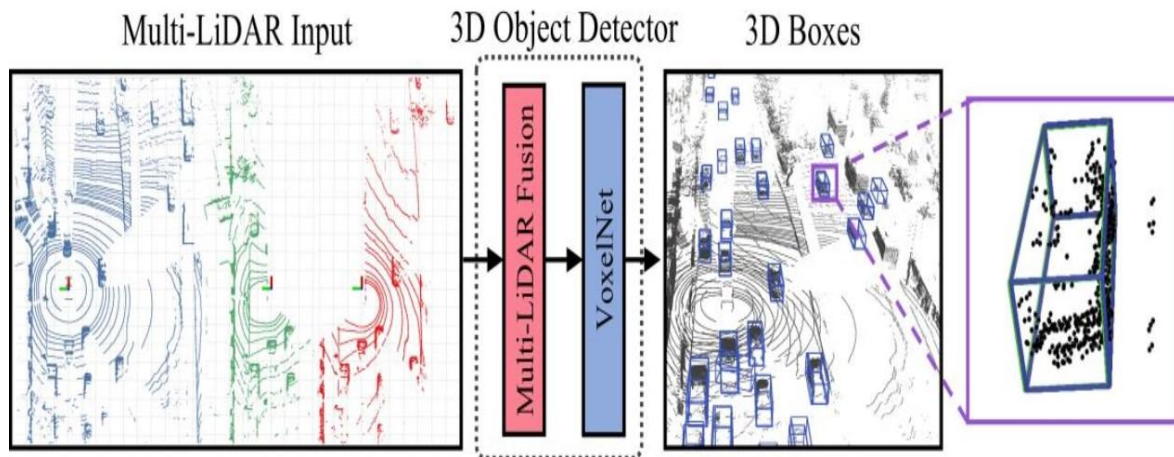 Multi-LiDAR Input
3D Object Detector
3D Boxes
Multi-LiDAR Fusion
VoxelNet